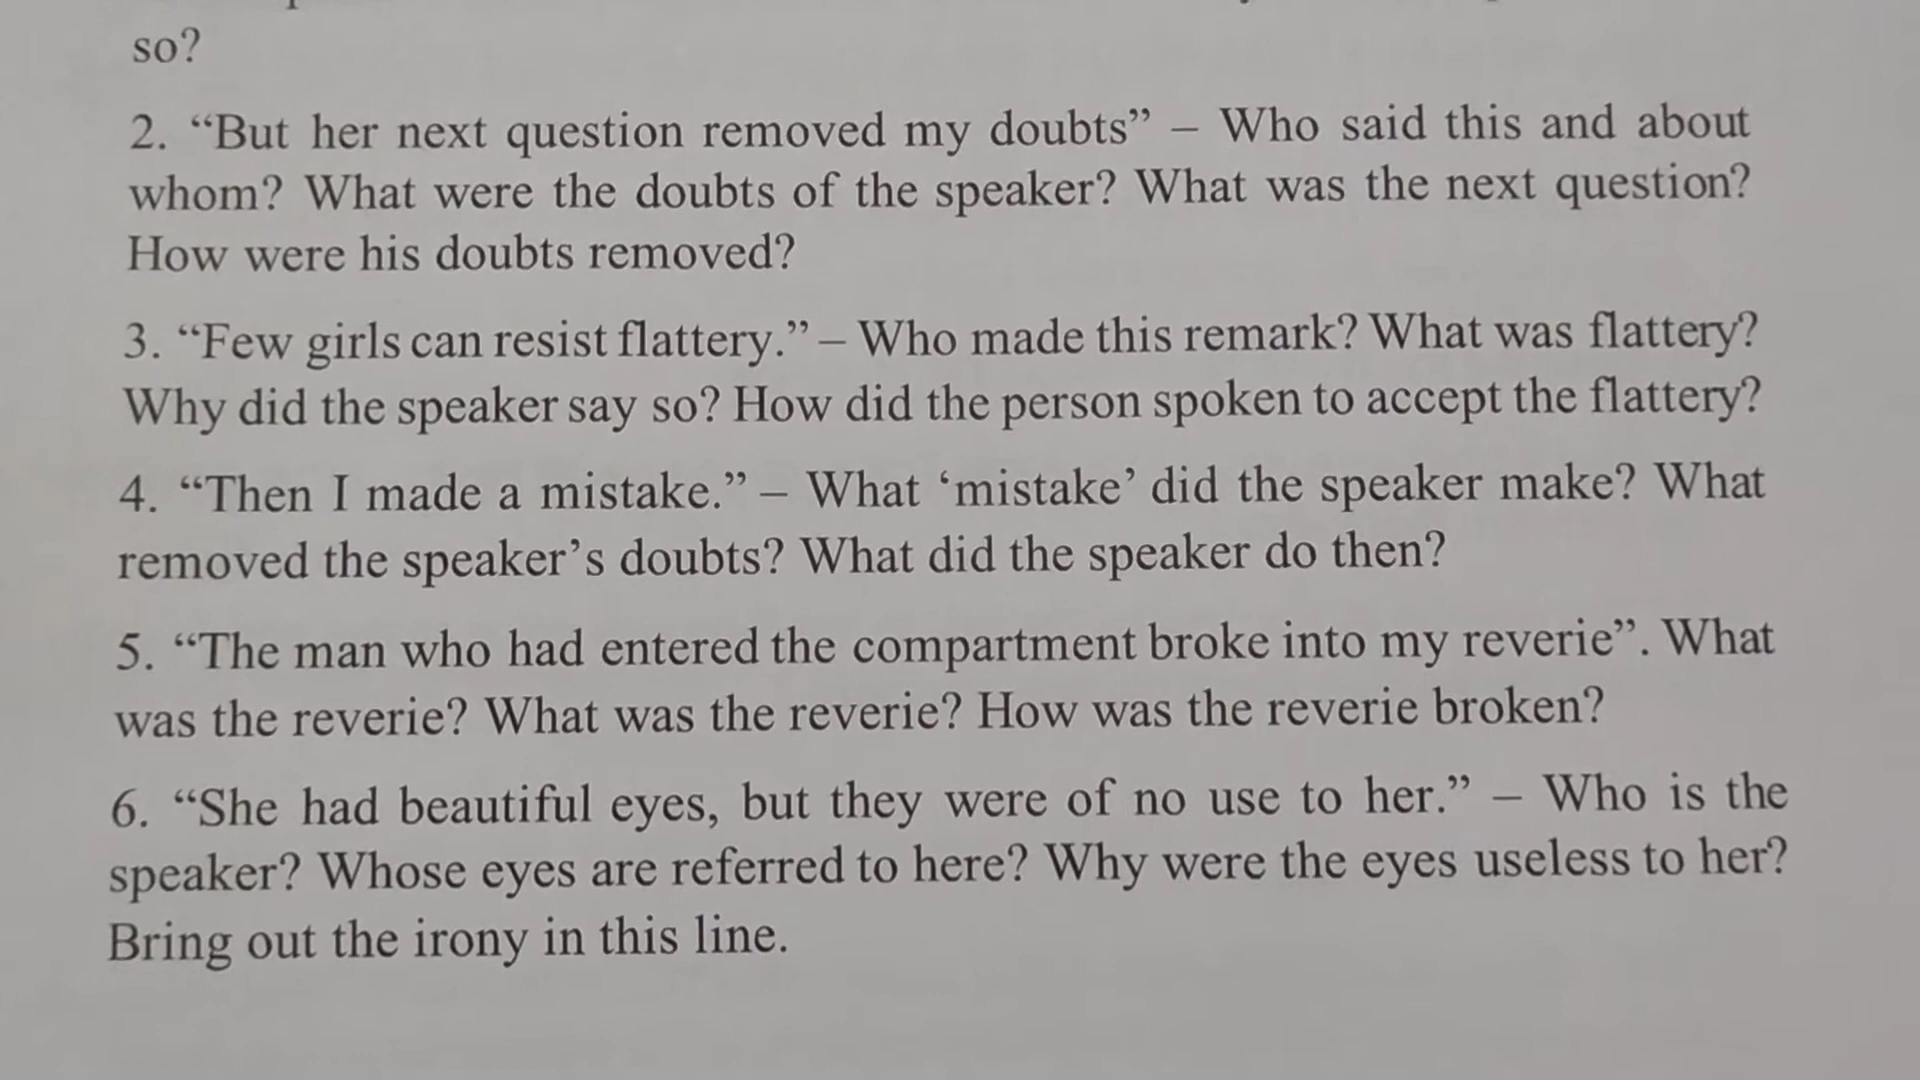 so?
2. “But her next question removed my doubts” – Who said this and about
whom? What were the doubts of the speaker? What was the next question?
How were his doubts removed?
3. “Few girls can resist flattery.” – Who made this remark? What was flattery?
Why did the speaker say so? How did the person spoken to accept the flattery?
4. “Then I made a mistake.” – What ‘mistake’ did the speaker make? What
removed the speaker’s doubts? What did the speaker do then?
5. “The man who had entered the compartment broke into my reverie”. What
was the reverie? What was the reverie? How was the reverie broken?
6. “She had beautiful eyes, but they were of no use to her.” – Who is the
speaker? Whose eyes are referred to here? Why were the eyes useless to her?
Bring out the irony in this line.